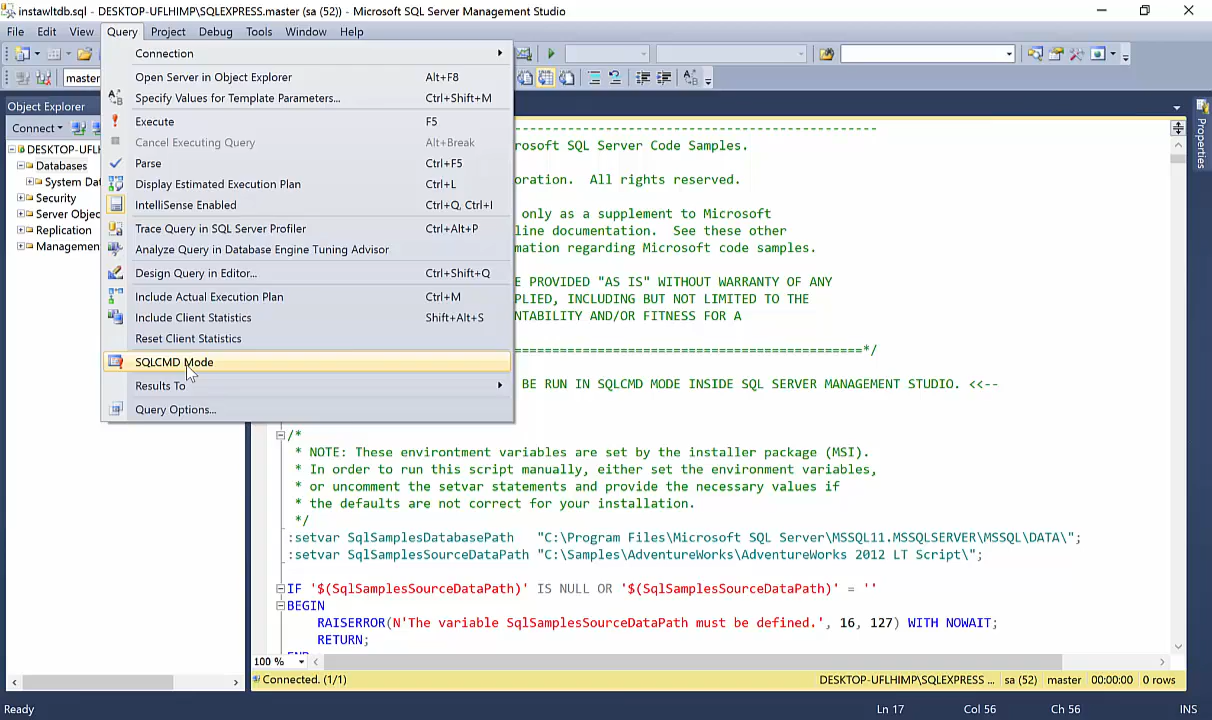 instawltdb.sql - DESKTOP-UFLHIMP\SQLEXPRESS.master (sa (52)) - Microsoft SQL Server Management Studio
File Edit View Query Project Debug Tools Window Help
master
Object Explorer
Connect
DESKTOP-UFLH
Databases
System Dat
Security
Server Objec
Replication
Managemen
Connection
Open Server in Object Explorer Alt+F8
Specify Values for Template Parameters... Ctrl+Shift+M
Execute F5
Cancel Executing Query Alt+Break
Parse Ctrl+F5
Display Estimated Execution Plan Ctrl+L
IntelliSense Enabled Ctrl+Q, Ctrl+I
Trace Query in SQL Server Profiler Ctrl+Alt+P
Analyze Query in Database Engine Tuning Advisor
Design Query in Editor... Ctrl+Shift+Q
Include Actual Execution Plan Ctrl+M
Include Client Statistics Shift+Alt+S
Reset Client Statistics
SQLCMD Mode
Results To
Query Options...
-----------------------------------------------
rosoft SQL Server Code Samples.
oration. All rights reserved.
only as a supplement to Microsoft
line documentation. See these other
mation regarding Microsoft code samples.
E PROVIDED "AS IS" WITHOUT WARRANTY OF ANY
PLIED, INCLUDING BUT NOT LIMITED TO THE
NTABILITY AND/OR FITNESS FOR A
==============================================*/
BE RUN IN SQLCMD MODE INSIDE SQL SERVER MANAGEMENT STUDIO. <<--
/*
* NOTE: These environtment variables are set by the installer package (MSI).
* In order to run this script manually, either set the environment variables,
* or uncomment the setvar statements and provide the necessary values if
* the defaults are not correct for your installation.
*/
:setvar SqlSamplesDatabasePath "C:\Program Files\Microsoft SQL Server\MSSQL11.MSSQLSERVER\MSSQL\DATA\";
:setvar SqlSamplesSourceDataPath "C:\Samples\AdventureWorks\AdventureWorks 2012 LT Script\";
IF '$(SqlSamplesSourceDataPath)' IS NULL OR '$(SqlSamplesSourceDataPath)' = ''
BEGIN
RAISERROR(N'The variable SqlSamplesSourceDataPath must be defined.', 16, 127) WITH NOWAIT;
RETURN;
100 %
Connected. (1/1) DESKTOP-UFLHIMP\SQLEXPRESS ... sa (52) master 00:00:00 0 rows
Ready Ln 17 Col 56 Ch 56 INS
Properties